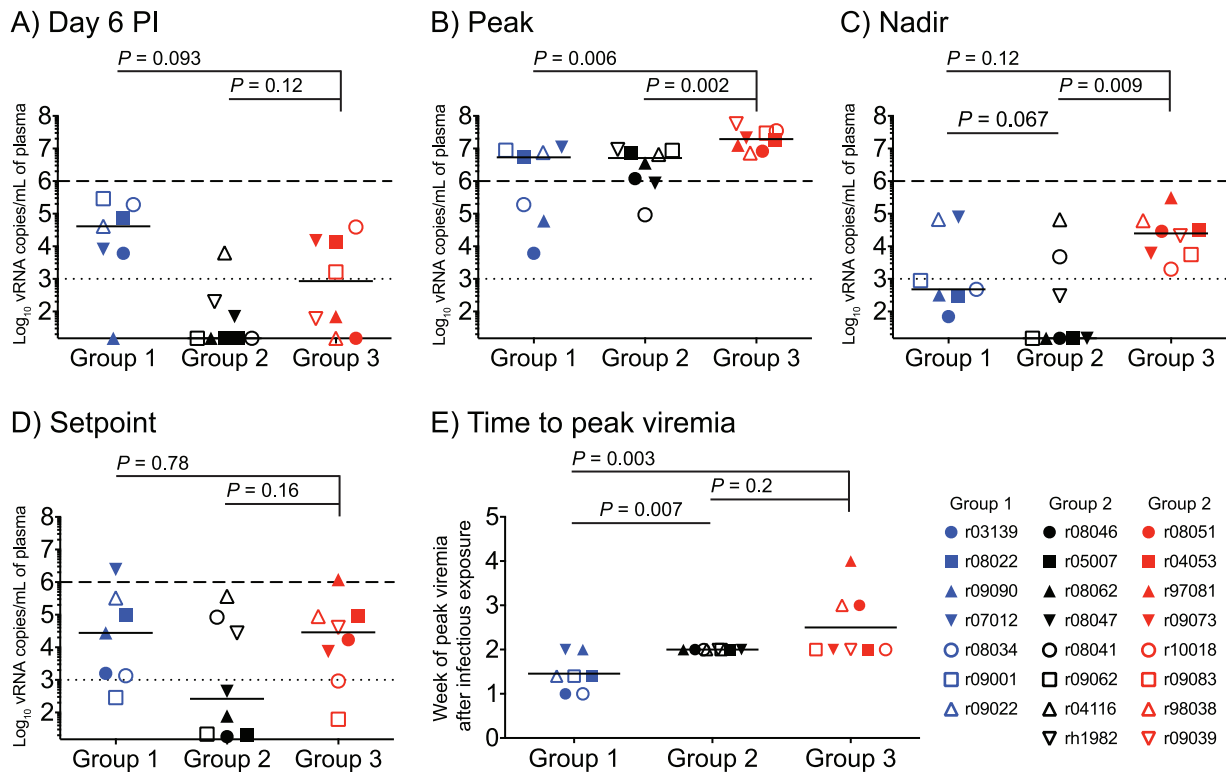 A) Day 6 PI
P = 0.093
P = 0.12
Log10 vRNA copies/mL of plasma
8
7
6
5
4
3
2
Group 1 Group 2 Group 3
B) Peak
P = 0.006
P = 0.002
8
7
6
5
4
3
2
Group 1 Group 2 Group 3
C) Nadir
P = 0.12
P = 0.009
P = 0.067
Log10 vRNA copies/mL of plasma
8
7
6
5
4
3
2
Group 1 Group 2 Group 3
D) Setpoint
P = 0.78
P = 0.16
Log10 vRNA copies/mL of plasma
8
7
6
5
4
3
2
Group 1 Group 2 Group 3
E) Time to peak viremia
P = 0.003
P = 0.2
P = 0.007
Week of peak viremia
after infectious exposure
5
4
3
2
1
0
Group 1 Group 2 Group 3
Group 1 Group 2 Group 2
r03139 r08046 r08051
r08022 r05007 r04053
r09090 r08062 r97081
r07012 r08047 r09073
r08034 r08041 r10018
r09001 r09062 r09083
r09022 r04116 r98038
rh1982 r09039